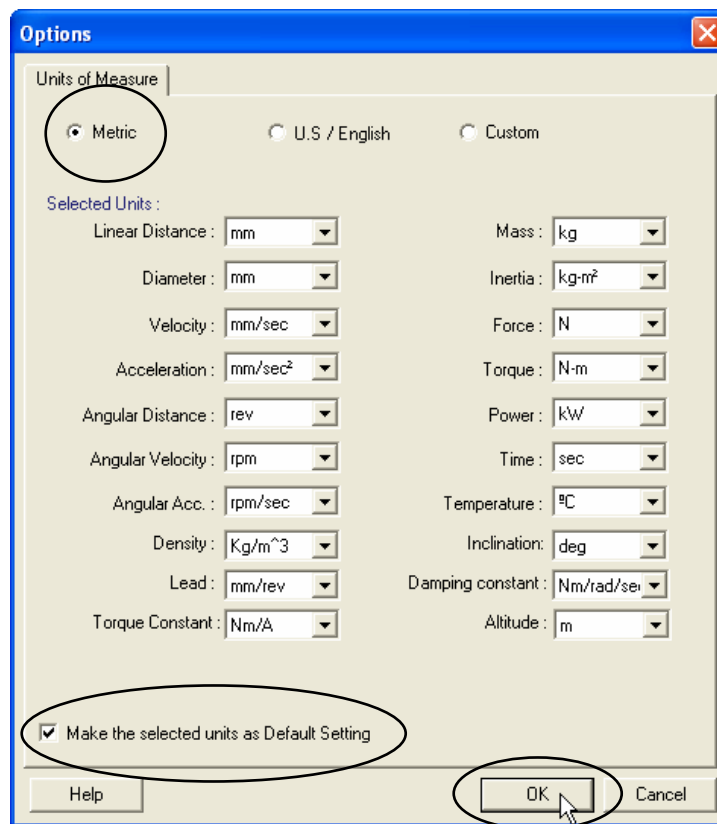 Options
Units of Measure
Metric U.S / English Custom
Selected Units :
Linear Distance : mm Mass : kg
Diameter : mm Inertia : kg-m²
Velocity : mm/sec Force : N
Acceleration : mm/sec² Torque : N-m
Angular Distance : rev Power : kW
Angular Velocity : rpm Time : sec
Angular Acc. : rpm/sec Temperature : ºC
Density : Kg/m^3 Inclination: deg
Lead : mm/rev Damping constant : Nm/rad/se
Torque Constant : Nm/A Altitude : m
Make the selected units as Default Setting
Help OK Cancel